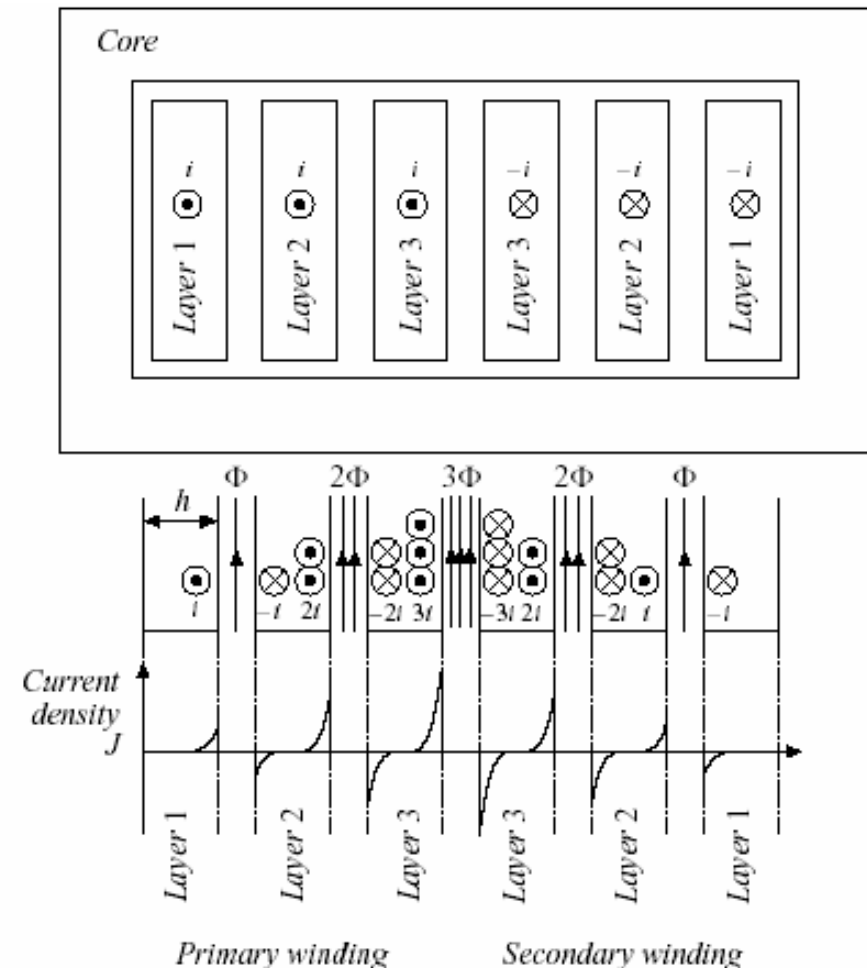 Core
i i i –i –i –i
Layer 1 Layer 2 Layer 3 Layer 3 Layer 2 Layer 1
Φ 2Φ 3Φ 2Φ Φ
h
i –i 2i –2i 3i –3i 2i –2i i –i
Current
density
J
Layer 1 Layer 2 Layer 3 Layer 3 Layer 2 Layer 1
Primary winding Secondary winding